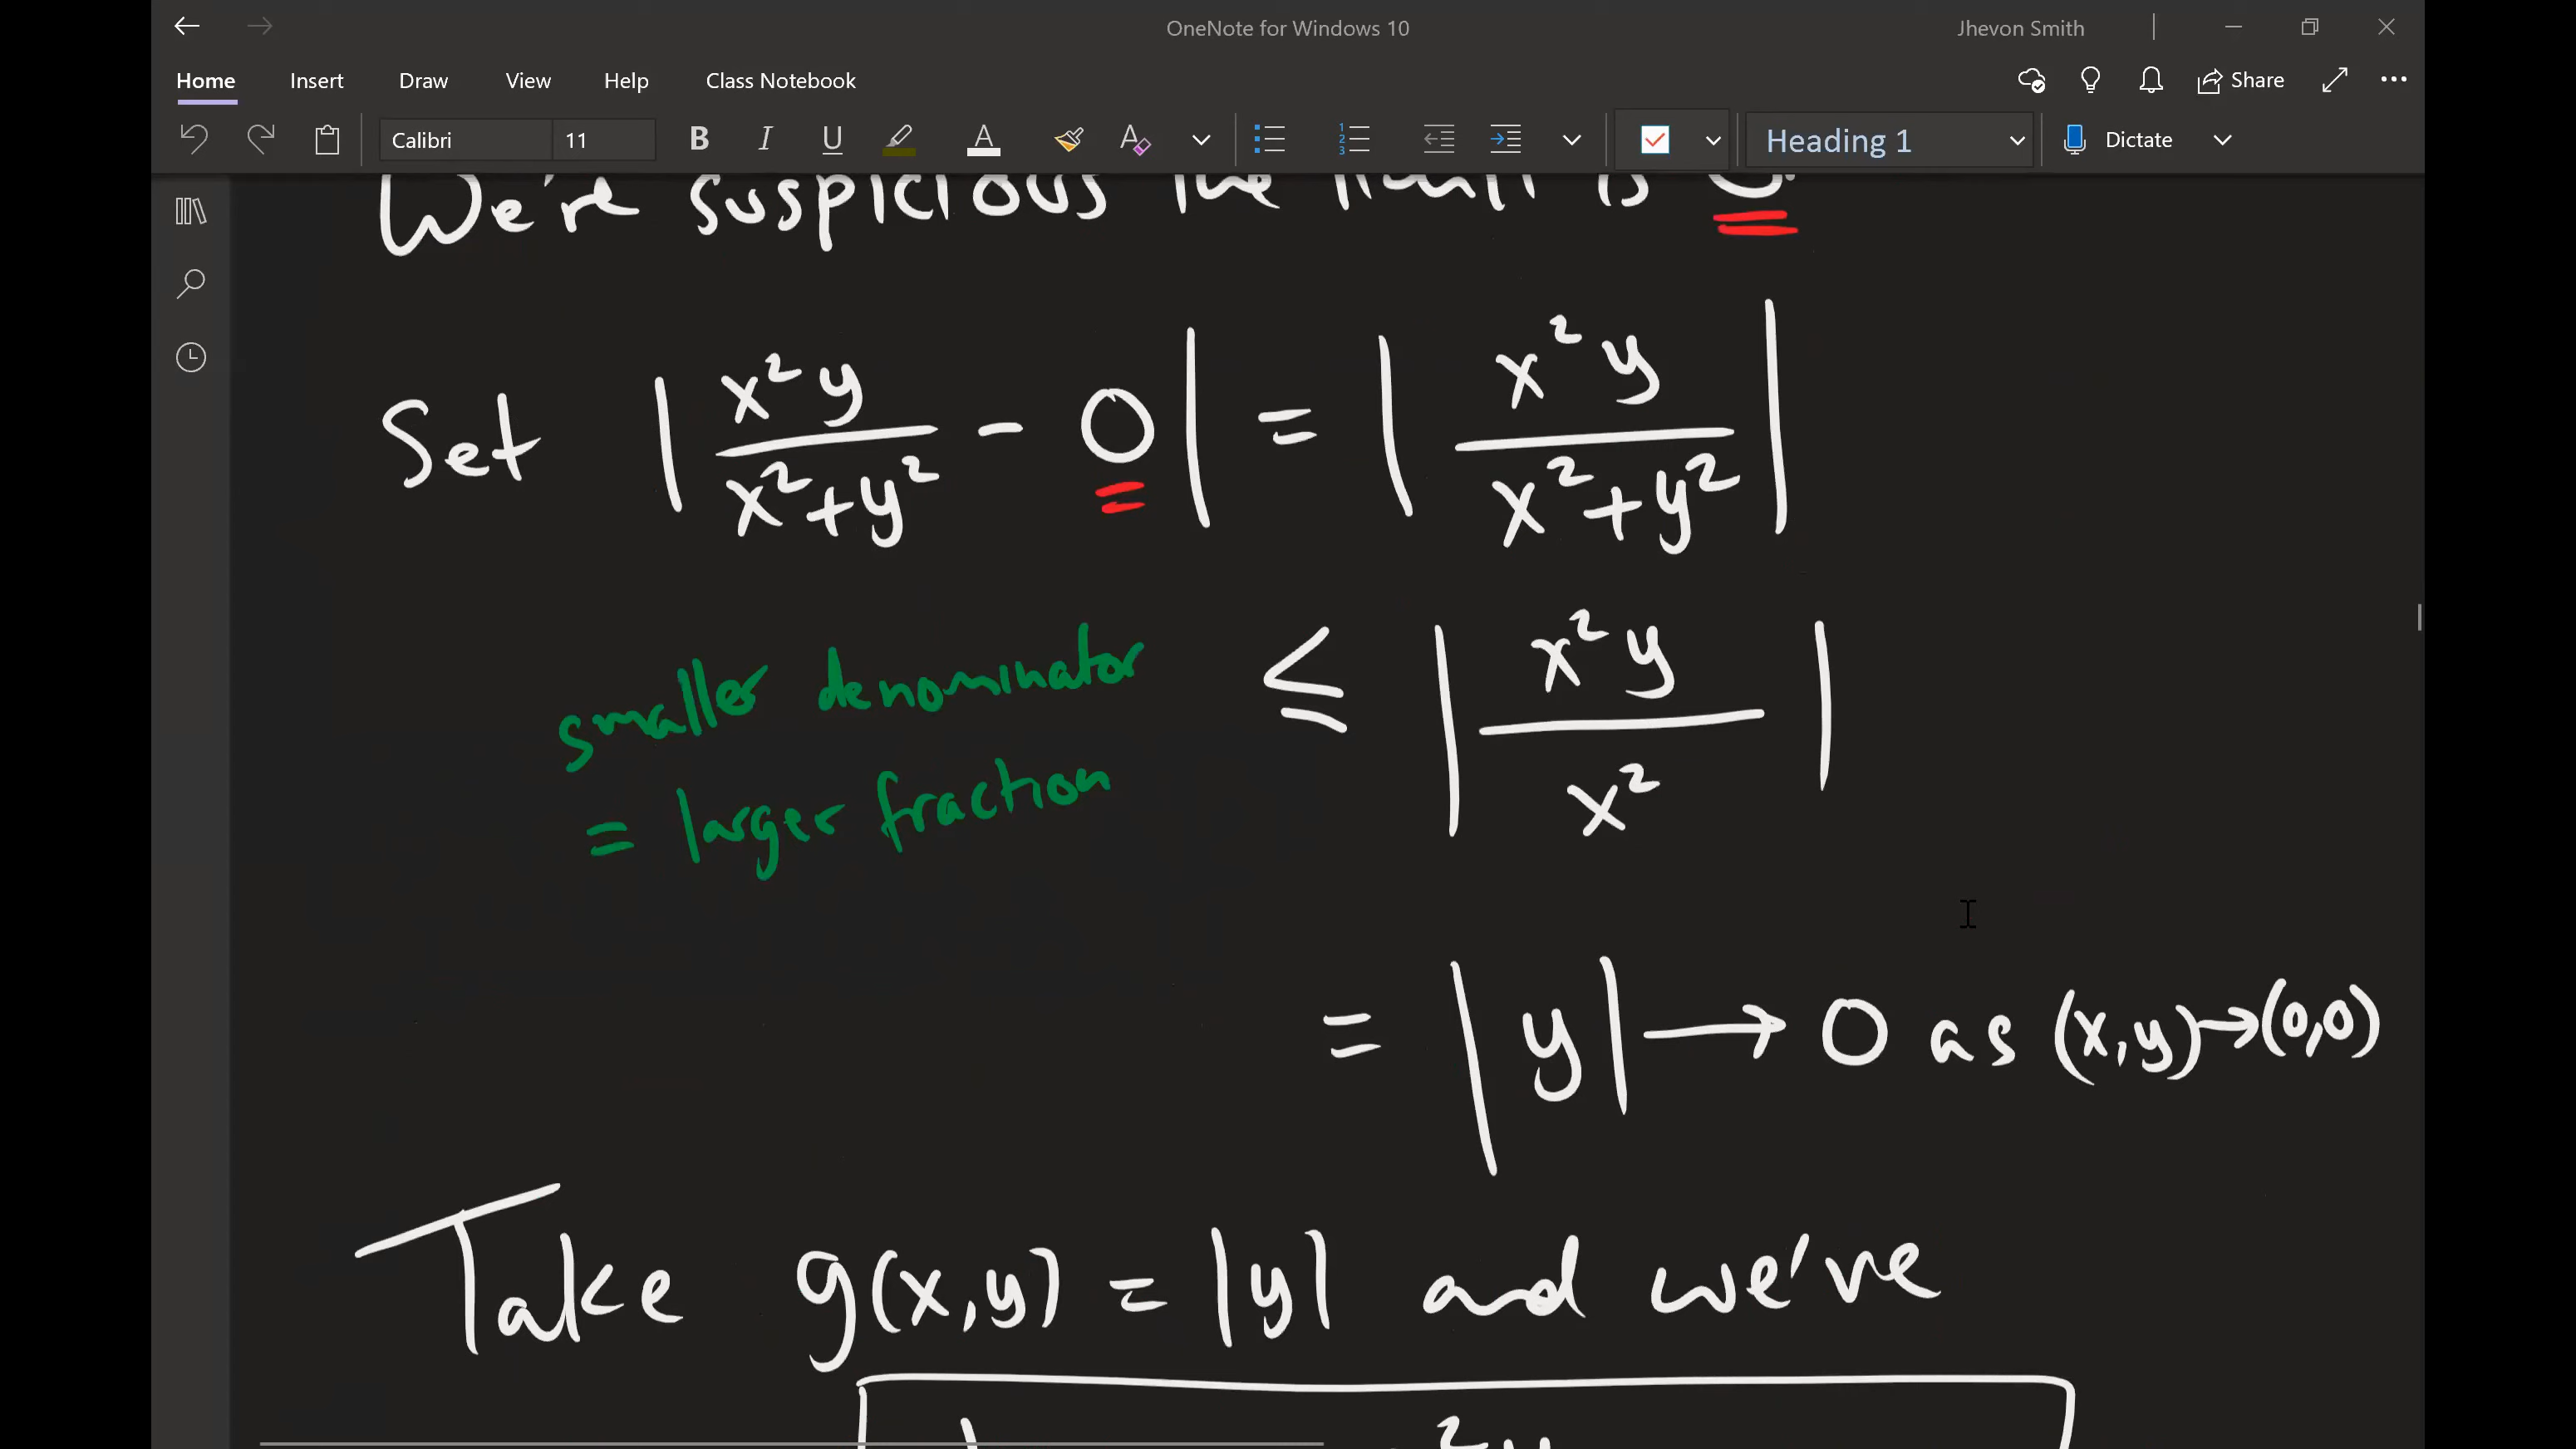 OneNote for Windows 10
Jhevon Smith
Home Insert Draw View Help Class Notebook
Share
Calibri 11 B I U A A Heading 1 Dictate
We're suspicious the limit is 0.
Set | x²y / x²+y² - 0 | = | x²y / x²+y² |
smaller denominator ≤ | x²y / x² |
= larger fraction
= |y| → 0 as (x,y)→(0,0)
Take g(x,y) = |y| and we've